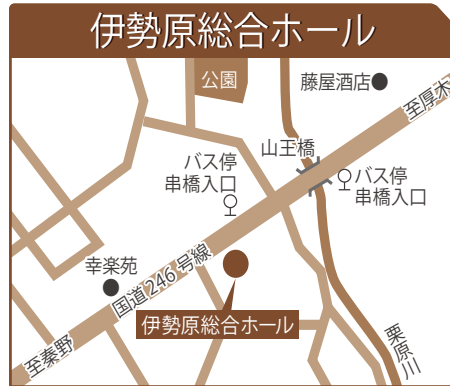 伊勢原総合ホール
公園
藤屋酒店
至厚木
山王橋
バス停
串橋入口
バス停
串橋入口
幸楽苑
国道246号線
伊勢原総合ホール
至秦野
栗原川